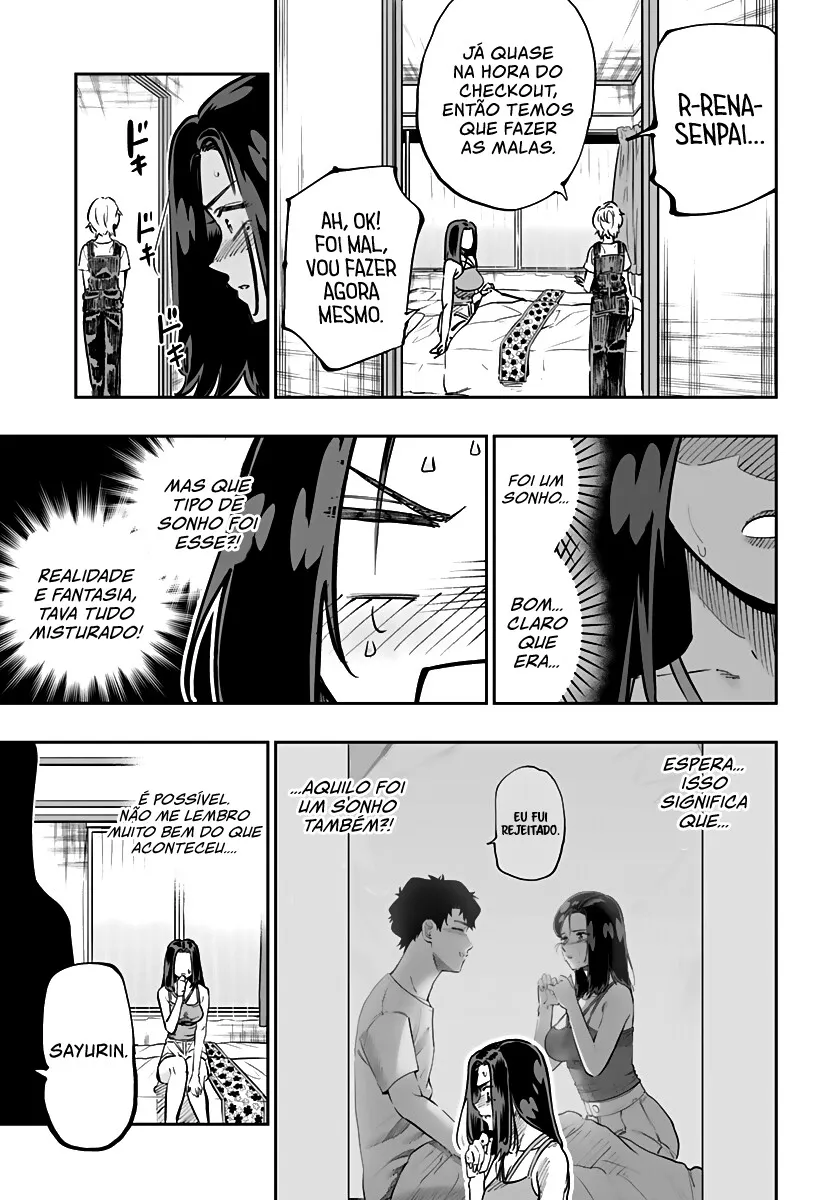 R-RENA-
SENPAI...
JÁ QUASE
NA HORA DO
CHECKOUT,
ENTÃO TEMOS
QUE FAZER
AS MALAS.
AH, OK!
FOI MAL,
VOU FAZER
AGORA
MESMO.
ドキ
ドキ
FOI UM
SONHO...
BOM...
CLARO
QUE
ERA...
MAS QUE
TIPO DE
SONHO FOI
ESSE?!
REALIDADE
E FANTASIA,
TAVA TUDO
MISTURADO!
ESPERA...
ISSO
SIGNIFICA
QUE...
EU FUI
REJEITADO.
...AQUILO FOI
UM SONHO
TAMBÉM?!
É POSSÍVEL.
NÃO ME LEMBRO
MUITO BEM DO QUE
ACONTECEU....
SAYURIN.